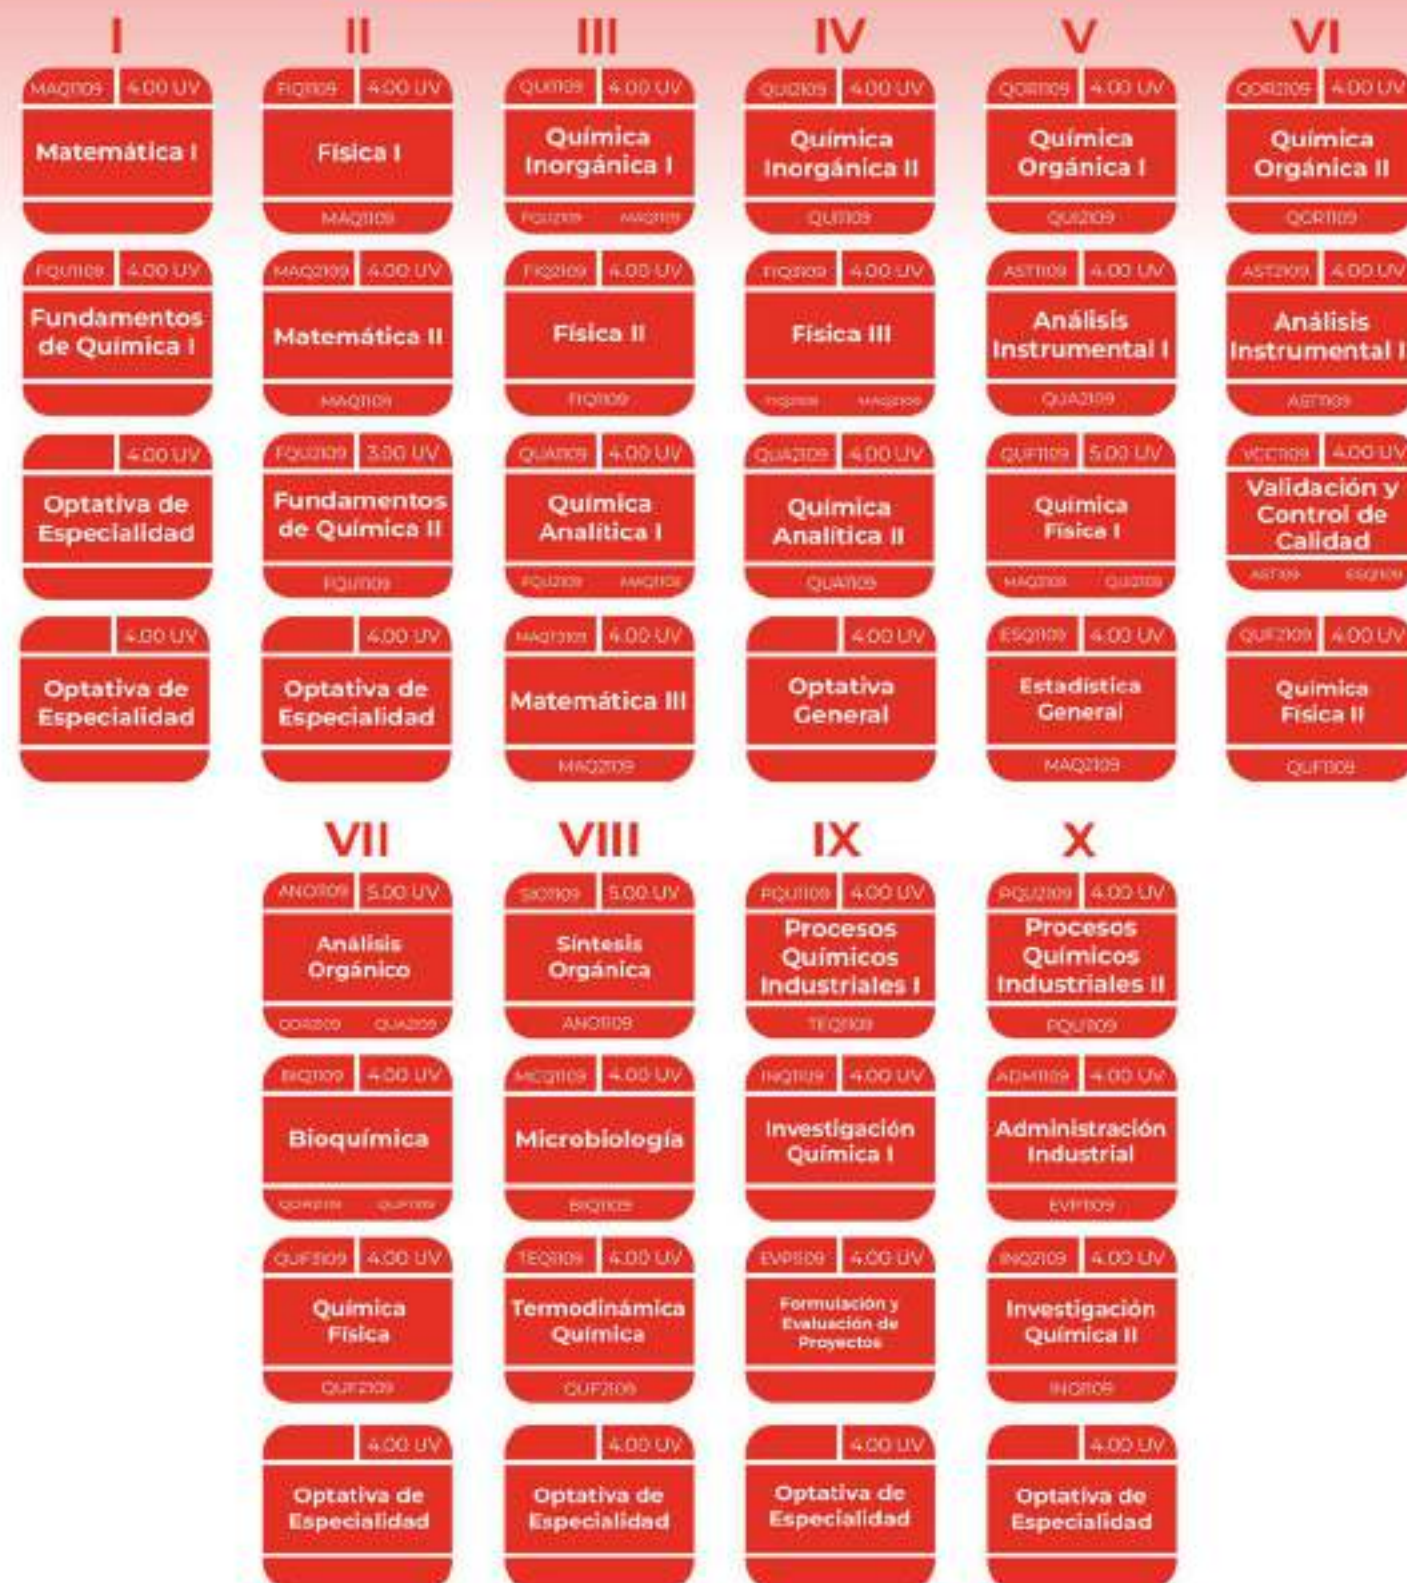 I
MAQ1109 4.00 UV
Matemática I
FQU1109 4.00 UV
Fundamentos
de Química I
4.00 UV
Optativa de
Especialidad
4.00 UV
Optativa de
Especialidad
II
FIQ1109 4.00 UV
Física I
MAQ1109
MAQ2109 4.00 UV
Matemática II
MAQ1109
FQU2109 3.00 UV
Fundamentos
de Química II
FQU1109
4.00 UV
Optativa de
Especialidad
III
QUI1109 4.00 UV
Química
Inorgánica I
FQU2109 MAQ1109
FIQ2109 4.00 UV
Física II
FIQ1109
QUA1109 4.00 UV
Química
Analítica I
FQU2109 MAQ1109
4.00 UV
Matemática III
MAQ2109
IV
QUI2109 4.00 UV
Química
Inorgánica II
QUI1109
FIQ3109 4.00 UV
Física III
FIQ2109 MAQ2109
QUA2109 4.00 UV
Química
Analítica II
QUA1109
4.00 UV
Optativa
General
V
QOR1109 4.00 UV
Química
Orgánica I
QUI2109
AST1109 4.00 UV
Análisis
Instrumental I
QUA2109
QUF1109 5.00 UV
Química
Física I
QUI2109
ESQ1109 4.00 UV
Estadística
General
MAQ2109
VI
QOR2109 4.00 UV
Química
Orgánica II
QOR1109
AST2109 4.00 UV
Análisis
Instrumental I
AST1109
VCC1109 4.00 UV
Validación y
Control de
Calidad
ESQ1109
QUF2109 4.00 UV
Química
Física II
QUF1109
VII
ANO1109 5.00 UV
Análisis
Orgánico
QOR2109 QUA2109
BIQ1109 4.00 UV
Bioquímica
QOR2109 QUF1109
QUF3109 4.00 UV
Química
Física
QUF2109
4.00 UV
Optativa de
Especialidad
VIII
SIO1109 5.00 UV
Síntesis
Orgánica
ANO1109
MCQ1109 4.00 UV
Microbiología
BIQ1109
TEQ1109 4.00 UV
Termodinámica
Química
QUF2109
4.00 UV
Optativa de
Especialidad
IX
PQU1109 4.00 UV
Procesos
Químicos
Industriales I
TEQ1109
INQ1109 4.00 UV
Investigación
Química I
EVP1109 4.00 UV
Formulación y
Evaluación de
Proyectos
4.00 UV
Optativa de
Especialidad
X
PQU2109 4.00 UV
Procesos
Químicos
Industriales II
PQU1109
ADM1109 4.00 UV
Administración
Industrial
EVP1109
INQ2109 4.00 UV
Investigación
Química II
INQ1109
4.00 UV
Optativa de
Especialidad